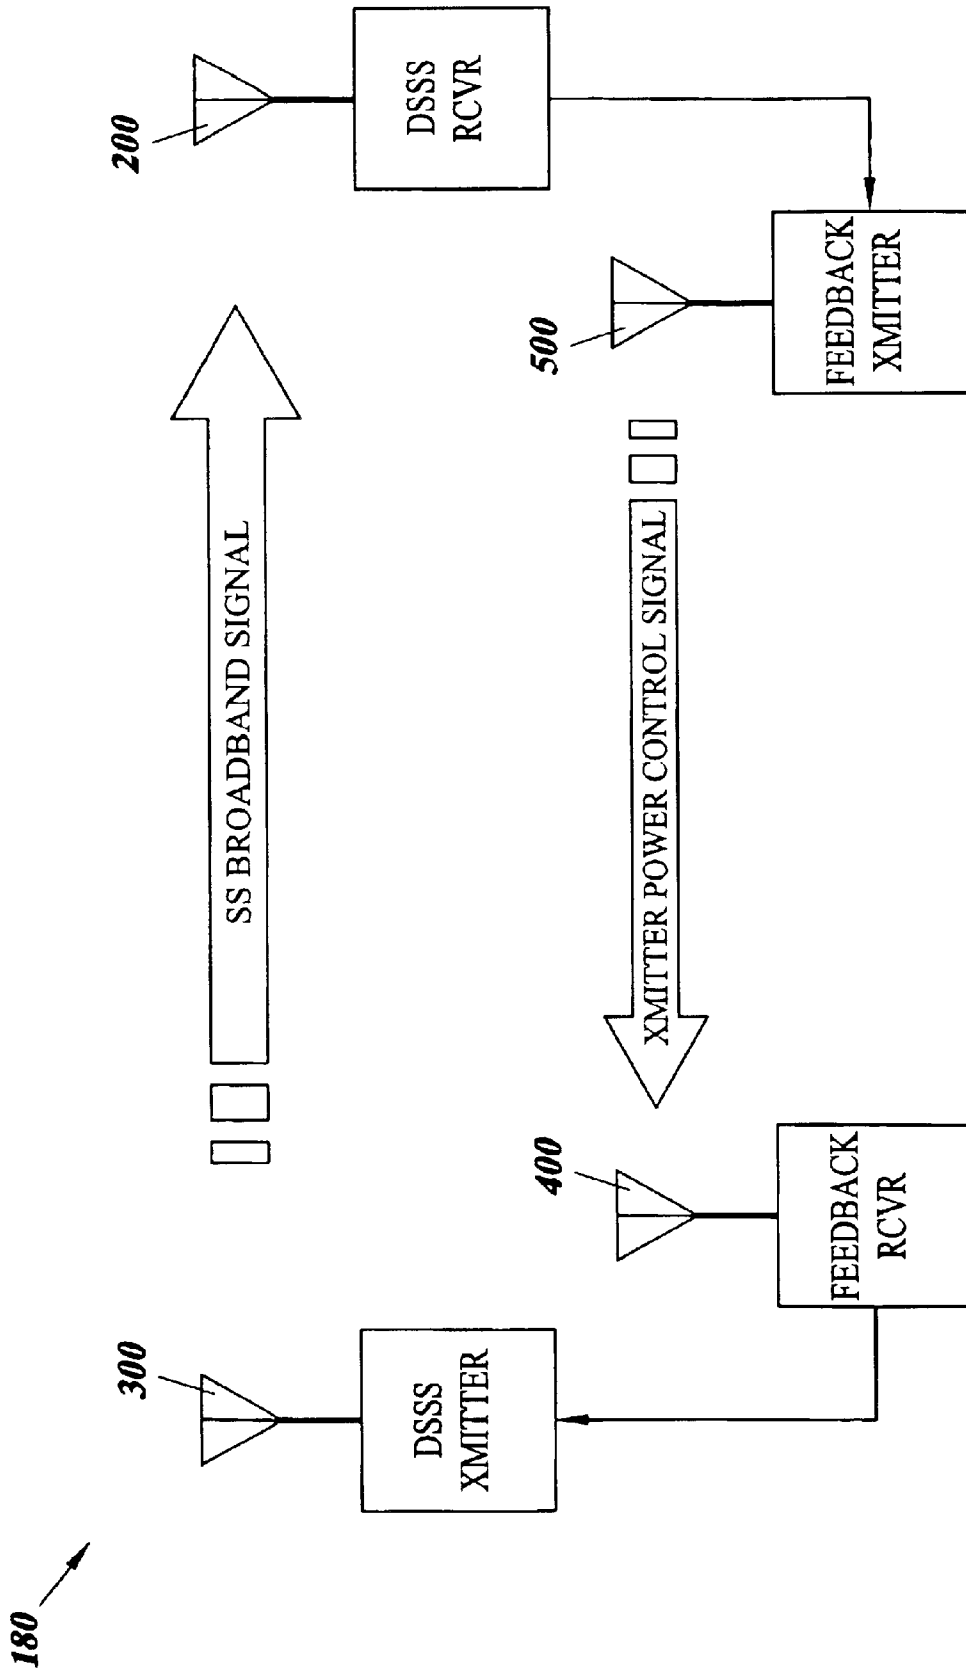 180
300
DSSS
XMITTER
SS BROADBAND SIGNAL
200
DSSS
RCVR
400
FEEDBACK
RCVR
XMITTER POWER CONTROL SIGNAL
500
FEEDBACK
XMITTER